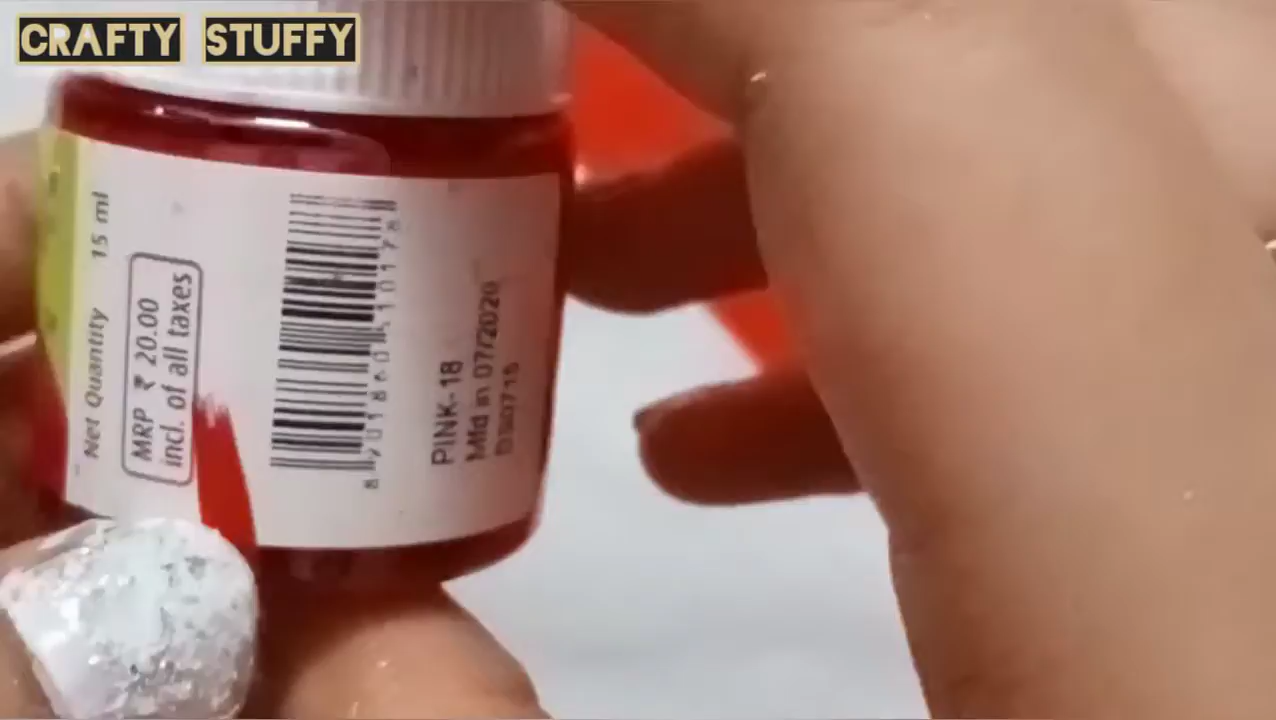 CRAFTY STUFFY
Net Quantity 15 ml
MRP ₹ 20.00
incl. of all taxes
PINK-18
Mfd in 07/2020